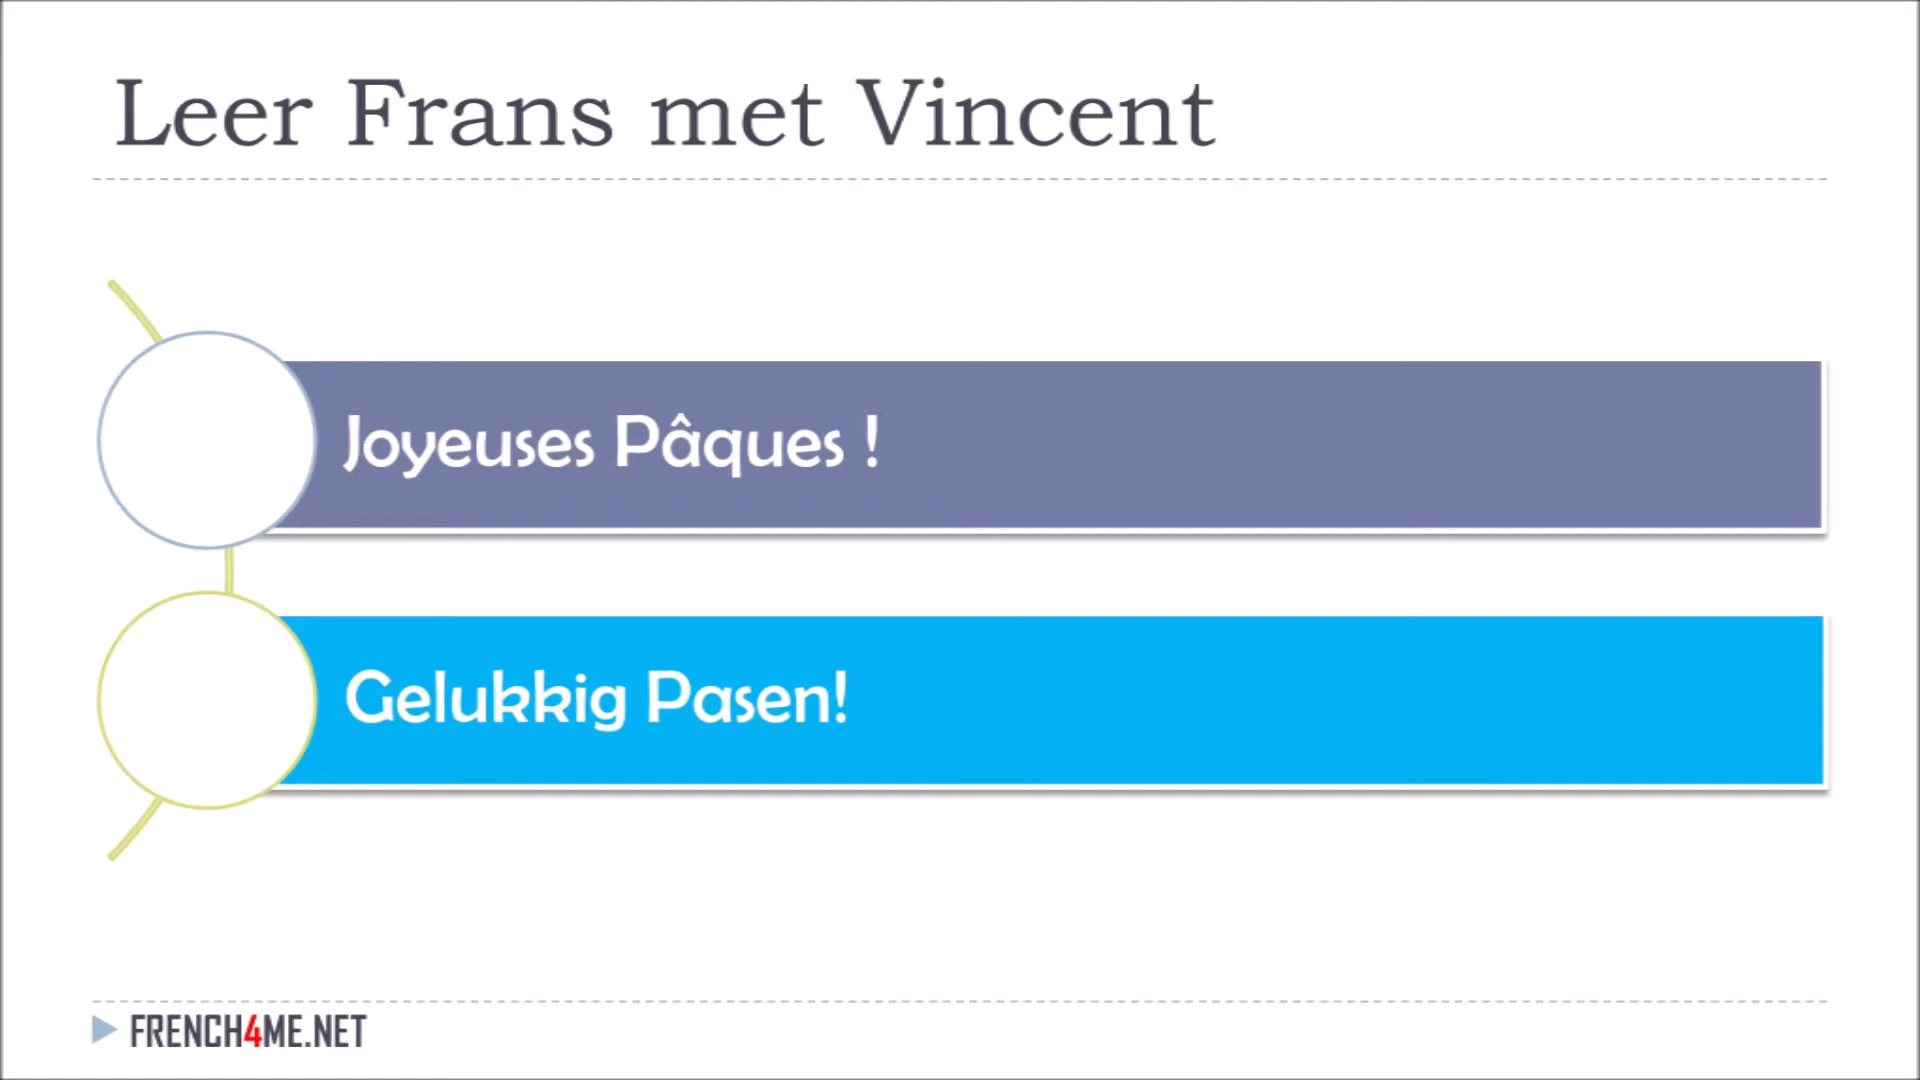 Leer Frans met Vincent
Joyeuses Pâques !
Gelukkig Pasen!
FRENCH4ME.NET